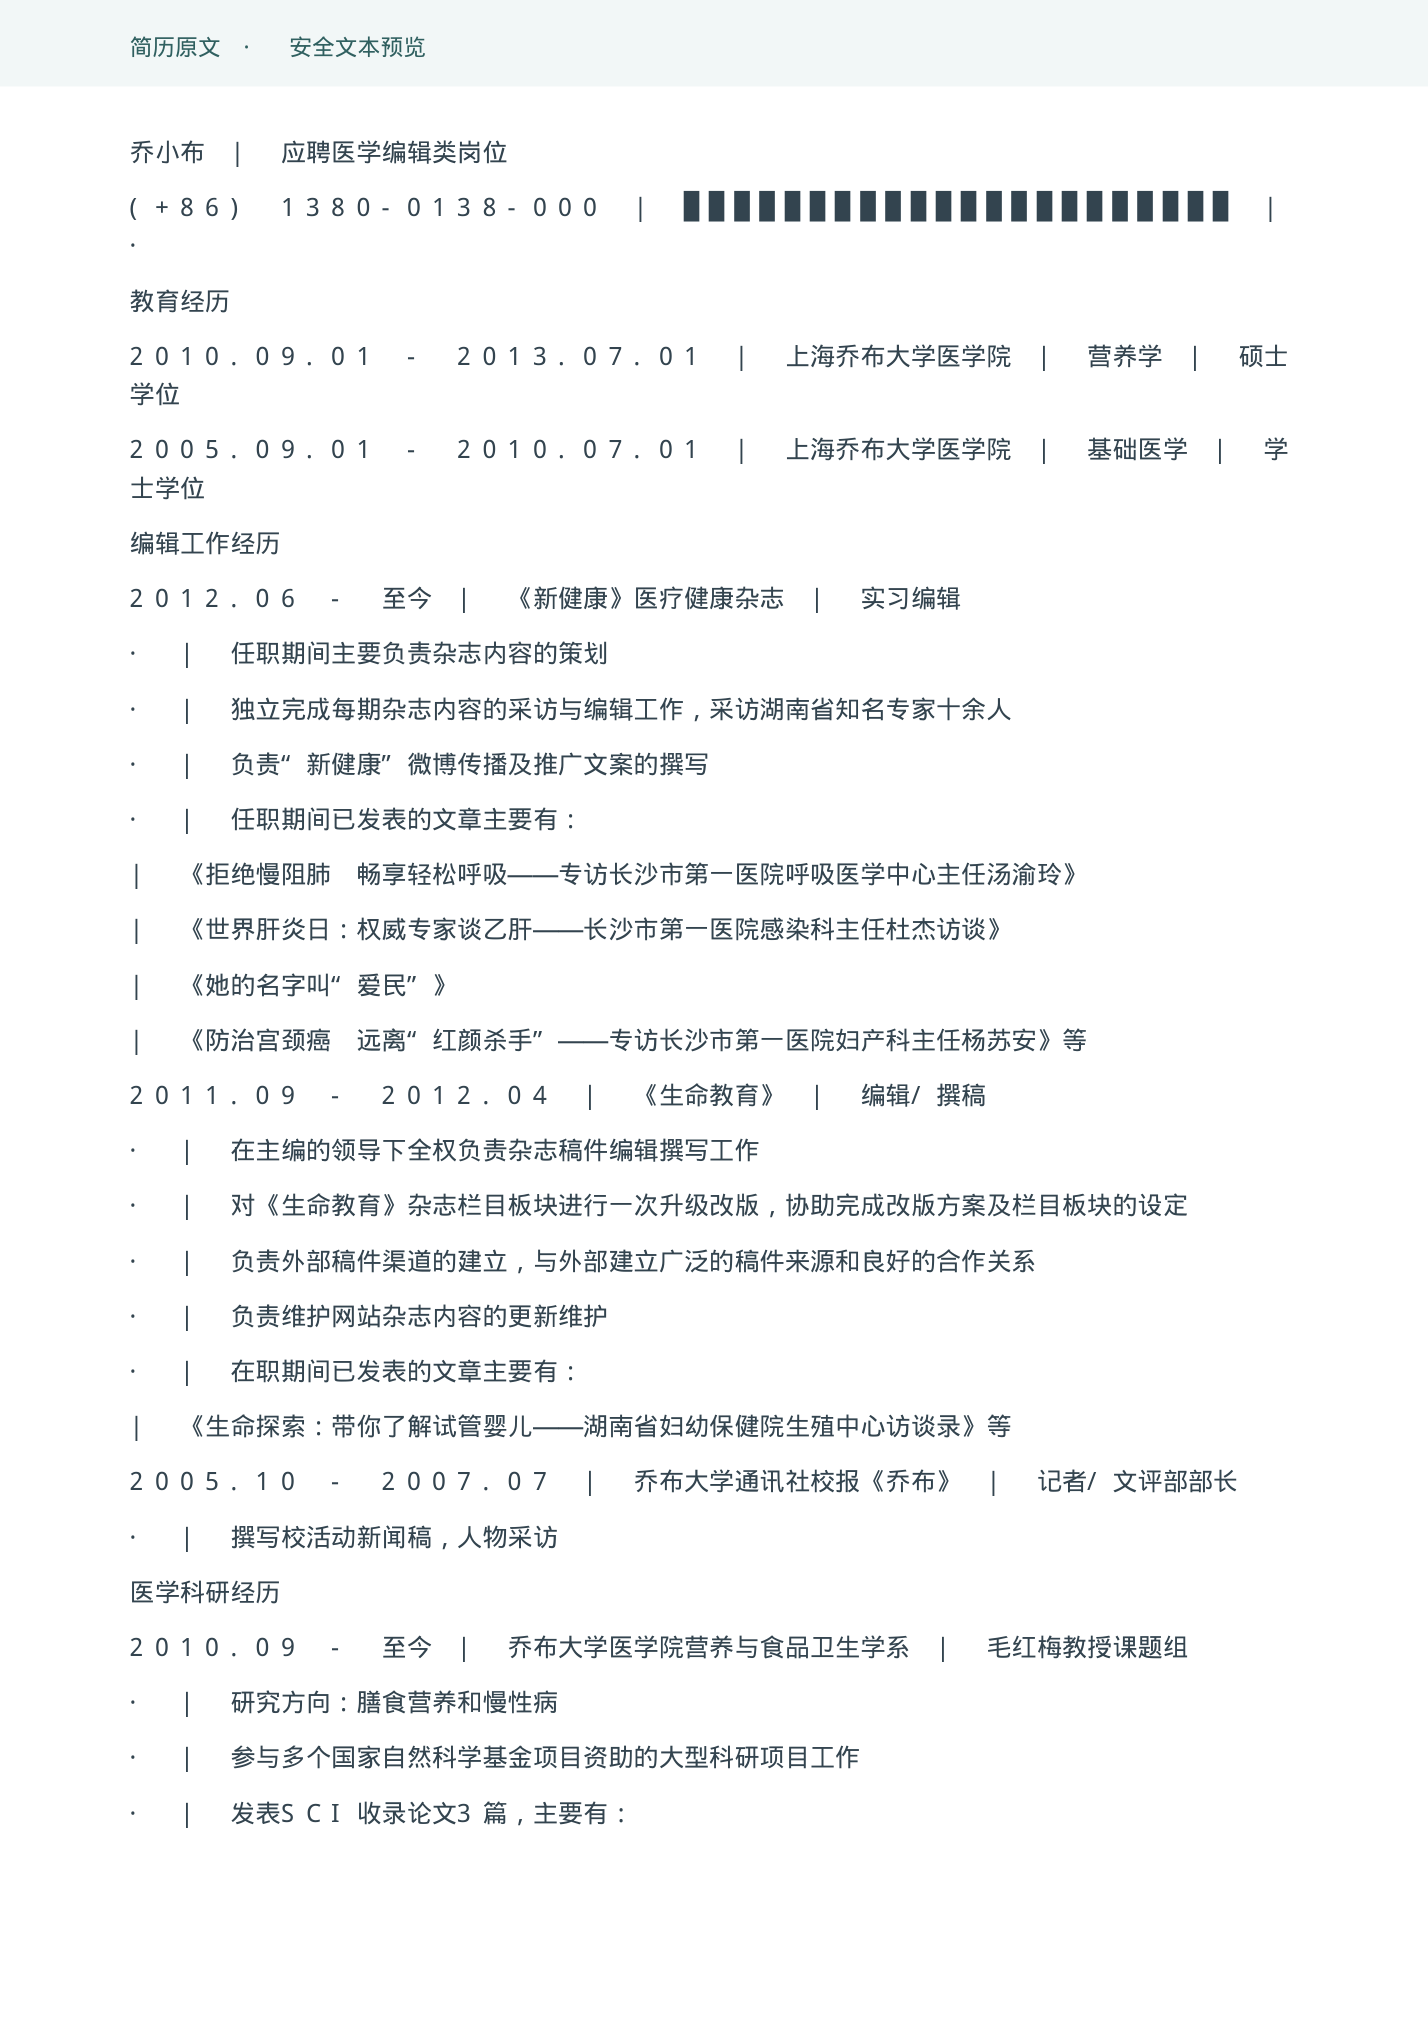 简历原文 · 安全文本预览
乔小布 | 应聘医学编辑类岗位
(+86) 1380-0138-000 | ██████████████████████ |
·
教育经历
2010.09.01 - 2013.07.01 | 上海乔布大学医学院 | 营养学 | 硕士
学位
2005.09.01 - 2010.07.01 | 上海乔布大学医学院 | 基础医学 | 学
士学位
编辑工作经历
2012.06 - 至今 | 《新健康》医疗健康杂志 | 实习编辑
· | 任职期间主要负责杂志内容的策划
· | 独立完成每期杂志内容的采访与编辑工作，采访湖南省知名专家十余人
· | 负责“新健康”微博传播及推广文案的撰写
· | 任职期间已发表的文章主要有：
| 《拒绝慢阻肺 畅享轻松呼吸——专访长沙市第一医院呼吸医学中心主任汤渝玲》
| 《世界肝炎日：权威专家谈乙肝——长沙市第一医院感染科主任杜杰访谈》
| 《她的名字叫“爱民”》
| 《防治宫颈癌 远离“红颜杀手”——专访长沙市第一医院妇产科主任杨苏安》等
2011.09 - 2012.04 | 《生命教育》 | 编辑/撰稿
· | 在主编的领导下全权负责杂志稿件编辑撰写工作
· | 对《生命教育》杂志栏目板块进行一次升级改版，协助完成改版方案及栏目板块的设定
· | 负责外部稿件渠道的建立，与外部建立广泛的稿件来源和良好的合作关系
· | 负责维护网站杂志内容的更新维护
· | 在职期间已发表的文章主要有：
| 《生命探索：带你了解试管婴儿——湖南省妇幼保健院生殖中心访谈录》等
2005.10 - 2007.07 | 乔布大学通讯社校报《乔布》 | 记者/文评部部长
· | 撰写校活动新闻稿，人物采访
医学科研经历
2010.09 - 至今 | 乔布大学医学院营养与食品卫生学系 | 毛红梅教授课题组
· | 研究方向：膳食营养和慢性病
· | 参与多个国家自然科学基金项目资助的大型科研项目工作
· | 发表SCI收录论文3篇，主要有：